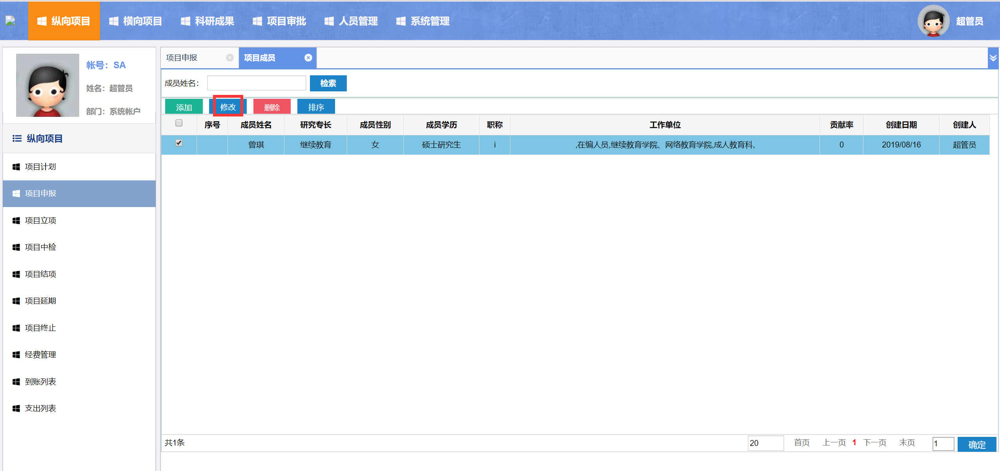 纵向项目 横向项目 科研成果 项目审批 人员管理 系统管理 超管员
帐号：SA
姓名：超管员
部门：系统帐户
纵向项目
项目计划
项目申报
项目立项
项目中检
项目结项
项目延期
项目终止
经费管理
到账列表
支出列表
项目申报 项目成员
成员姓名： 检索
添加 修改 删除 排序
序号 成员姓名 研究专长 成员性别 成员学历 职称 工作单位 贡献率 创建日期 创建人
曾琪 继续教育 女 硕士研究生 i ,在编人员,继续教育学院、网络教育学院,成人教育科, 0 2019/08/16 超管员
共1条 20 首页 上一页 1 下一页 末页 1 确定